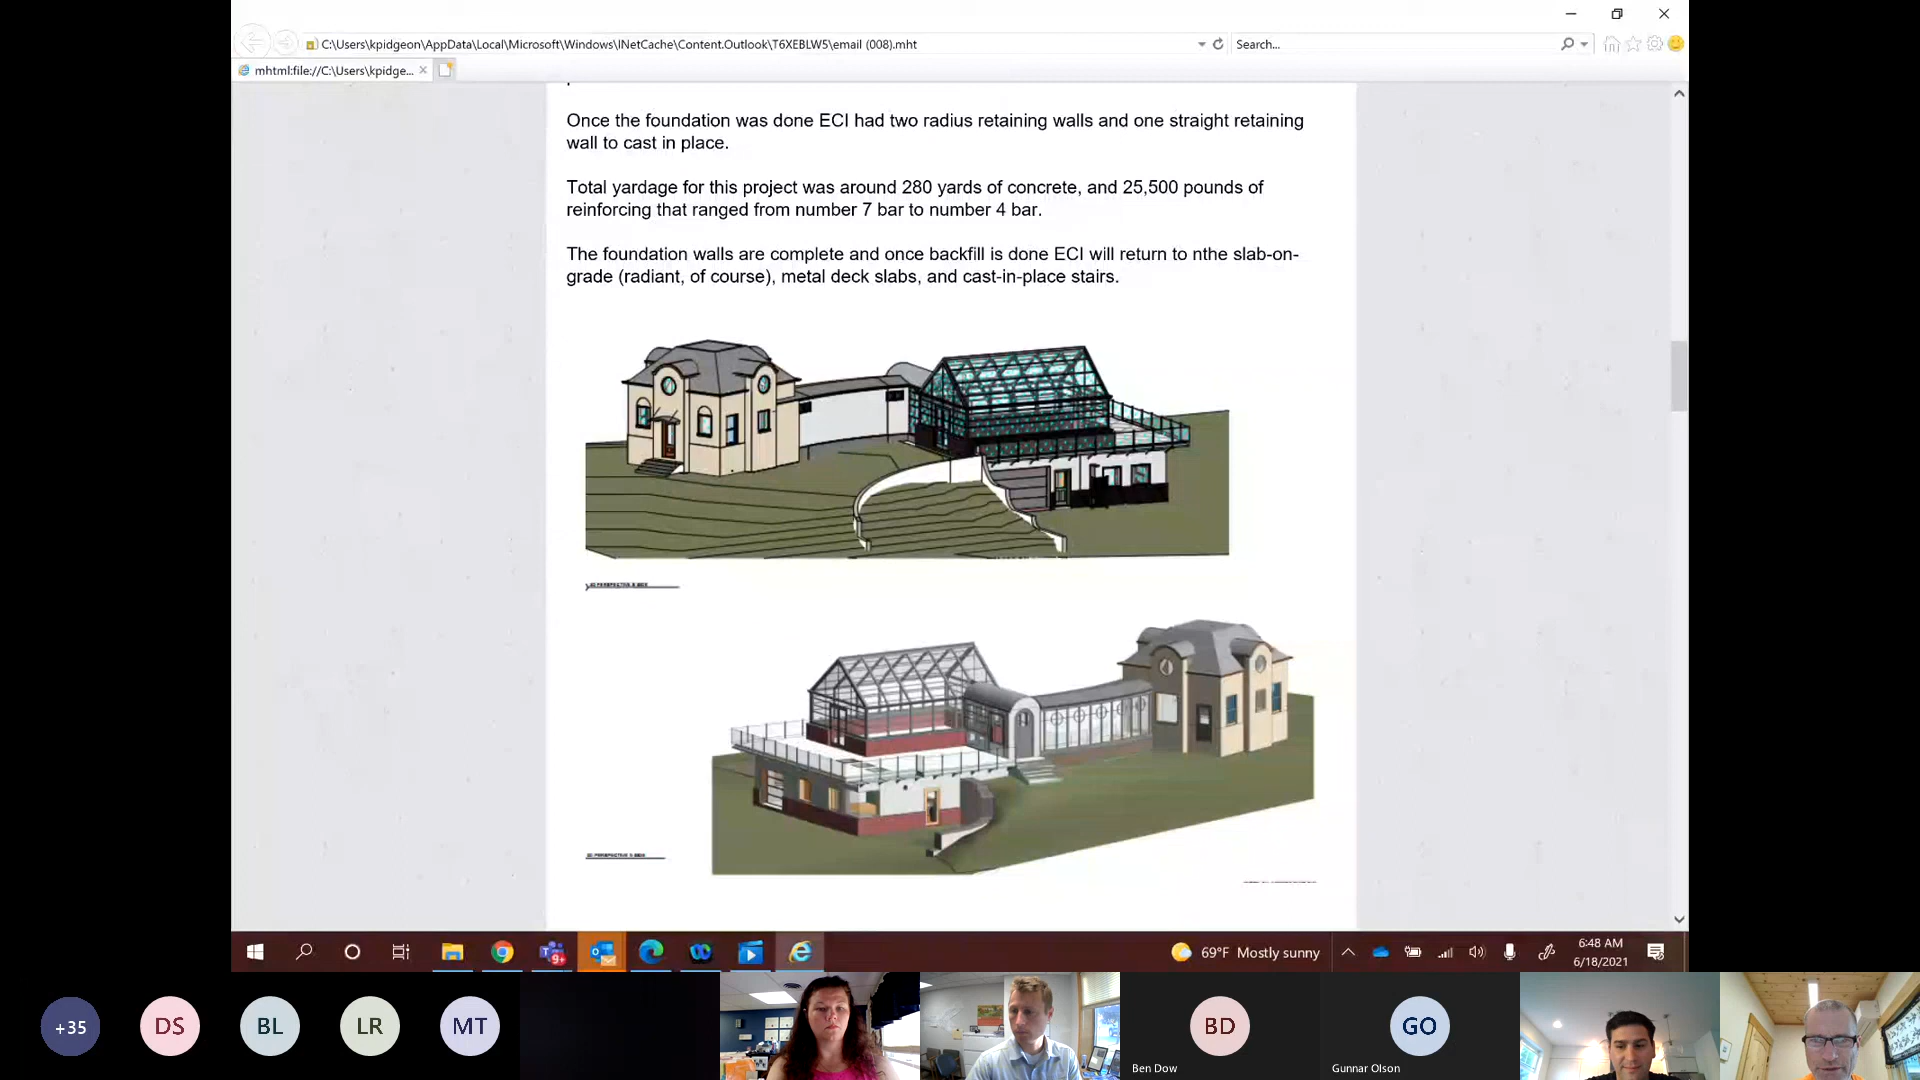 C:\Users\kpidgeon\AppData\Local\Microsoft\Windows\INetCache\Content.Outlook\T6XEBLW5\email (008).mht
Search...
mhtml:file://C:\Users\kpidge...
Once the foundation was done ECI had two radius retaining walls and one straight retaining
wall to cast in place.
Total yardage for this project was around 280 yards of concrete, and 25,500 pounds of
reinforcing that ranged from number 7 bar to number 4 bar.
The foundation walls are complete and once backfill is done ECI will return to nthe slab-on-
grade (radiant, of course), metal deck slabs, and cast-in-place stairs.
9+
69°F Mostly sunny
6:48 AM
6/18/2021
+35
DS
BL
LR
MT
BD
Ben Dow
GO
Gunnar Olson